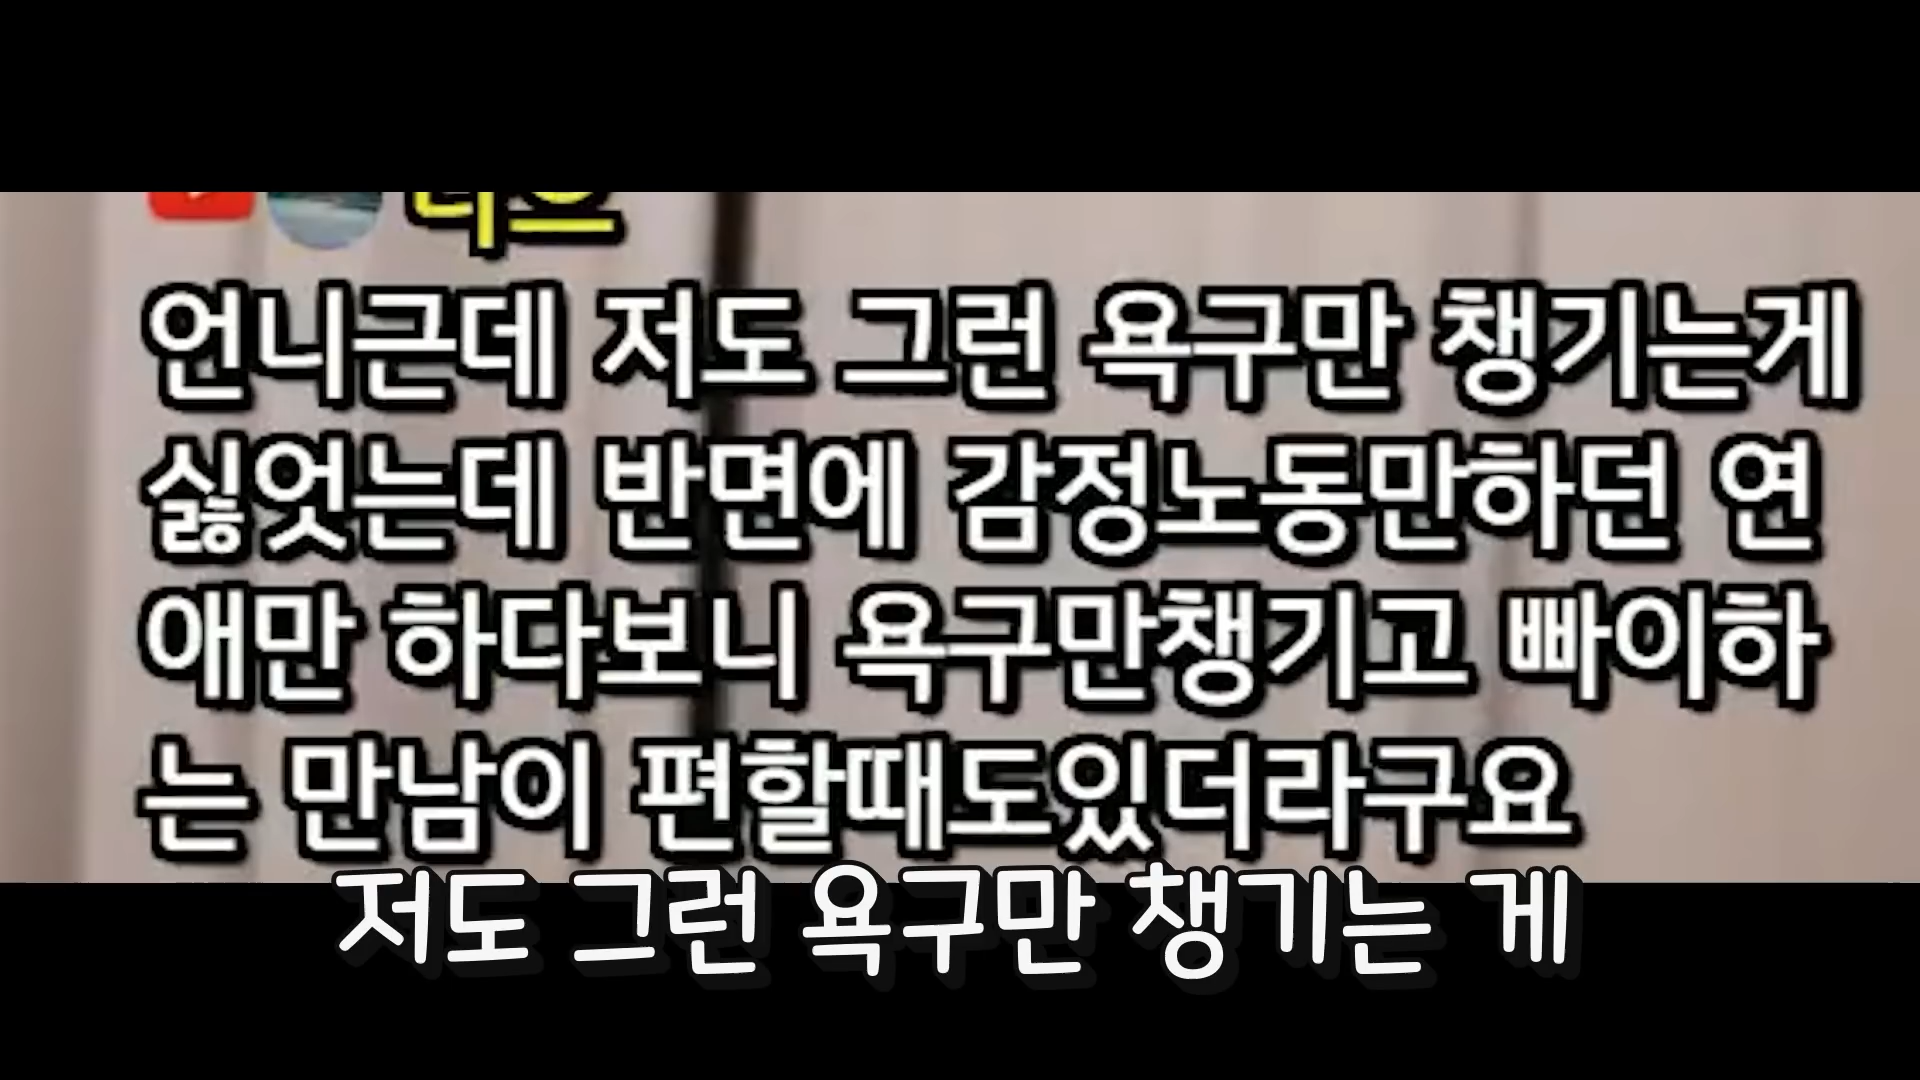 언니근데 저도 그런 욕구만 챙기는게
싫엇는데 반면에 감정노동만하던 연
애만 하다보니 욕구만챙기고 빠이하
는 만남이 편할때도있더라구요
저도 그런 욕구만 챙기는 게